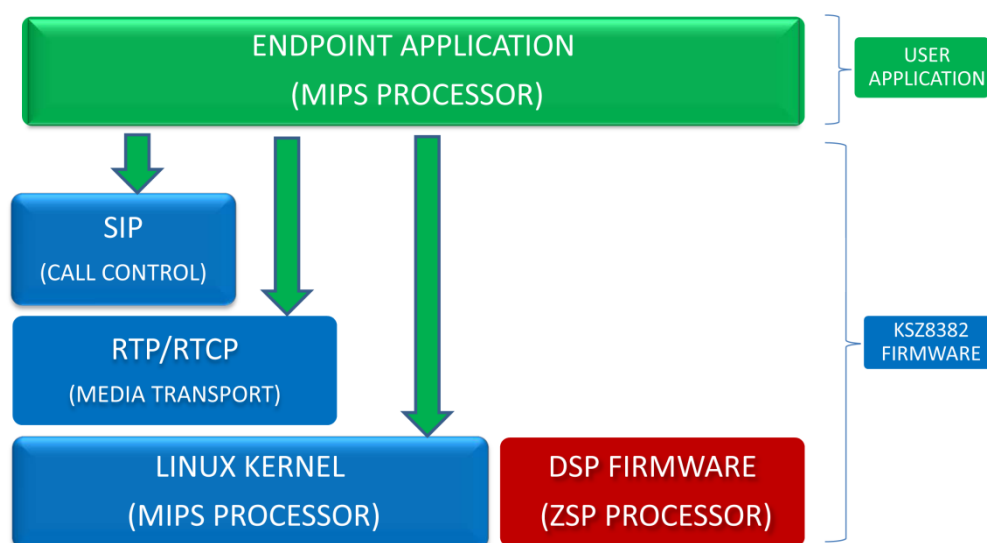 ENDPOINT APPLICATION
(MIPS PROCESSOR)
USER
APPLICATION
SIP
(CALL CONTROL)
RTP/RTCP
(MEDIA TRANSPORT)
KSZ8382
FIRMWARE
LINUX KERNEL
(MIPS PROCESSOR)
DSP FIRMWARE
(ZSP PROCESSOR)